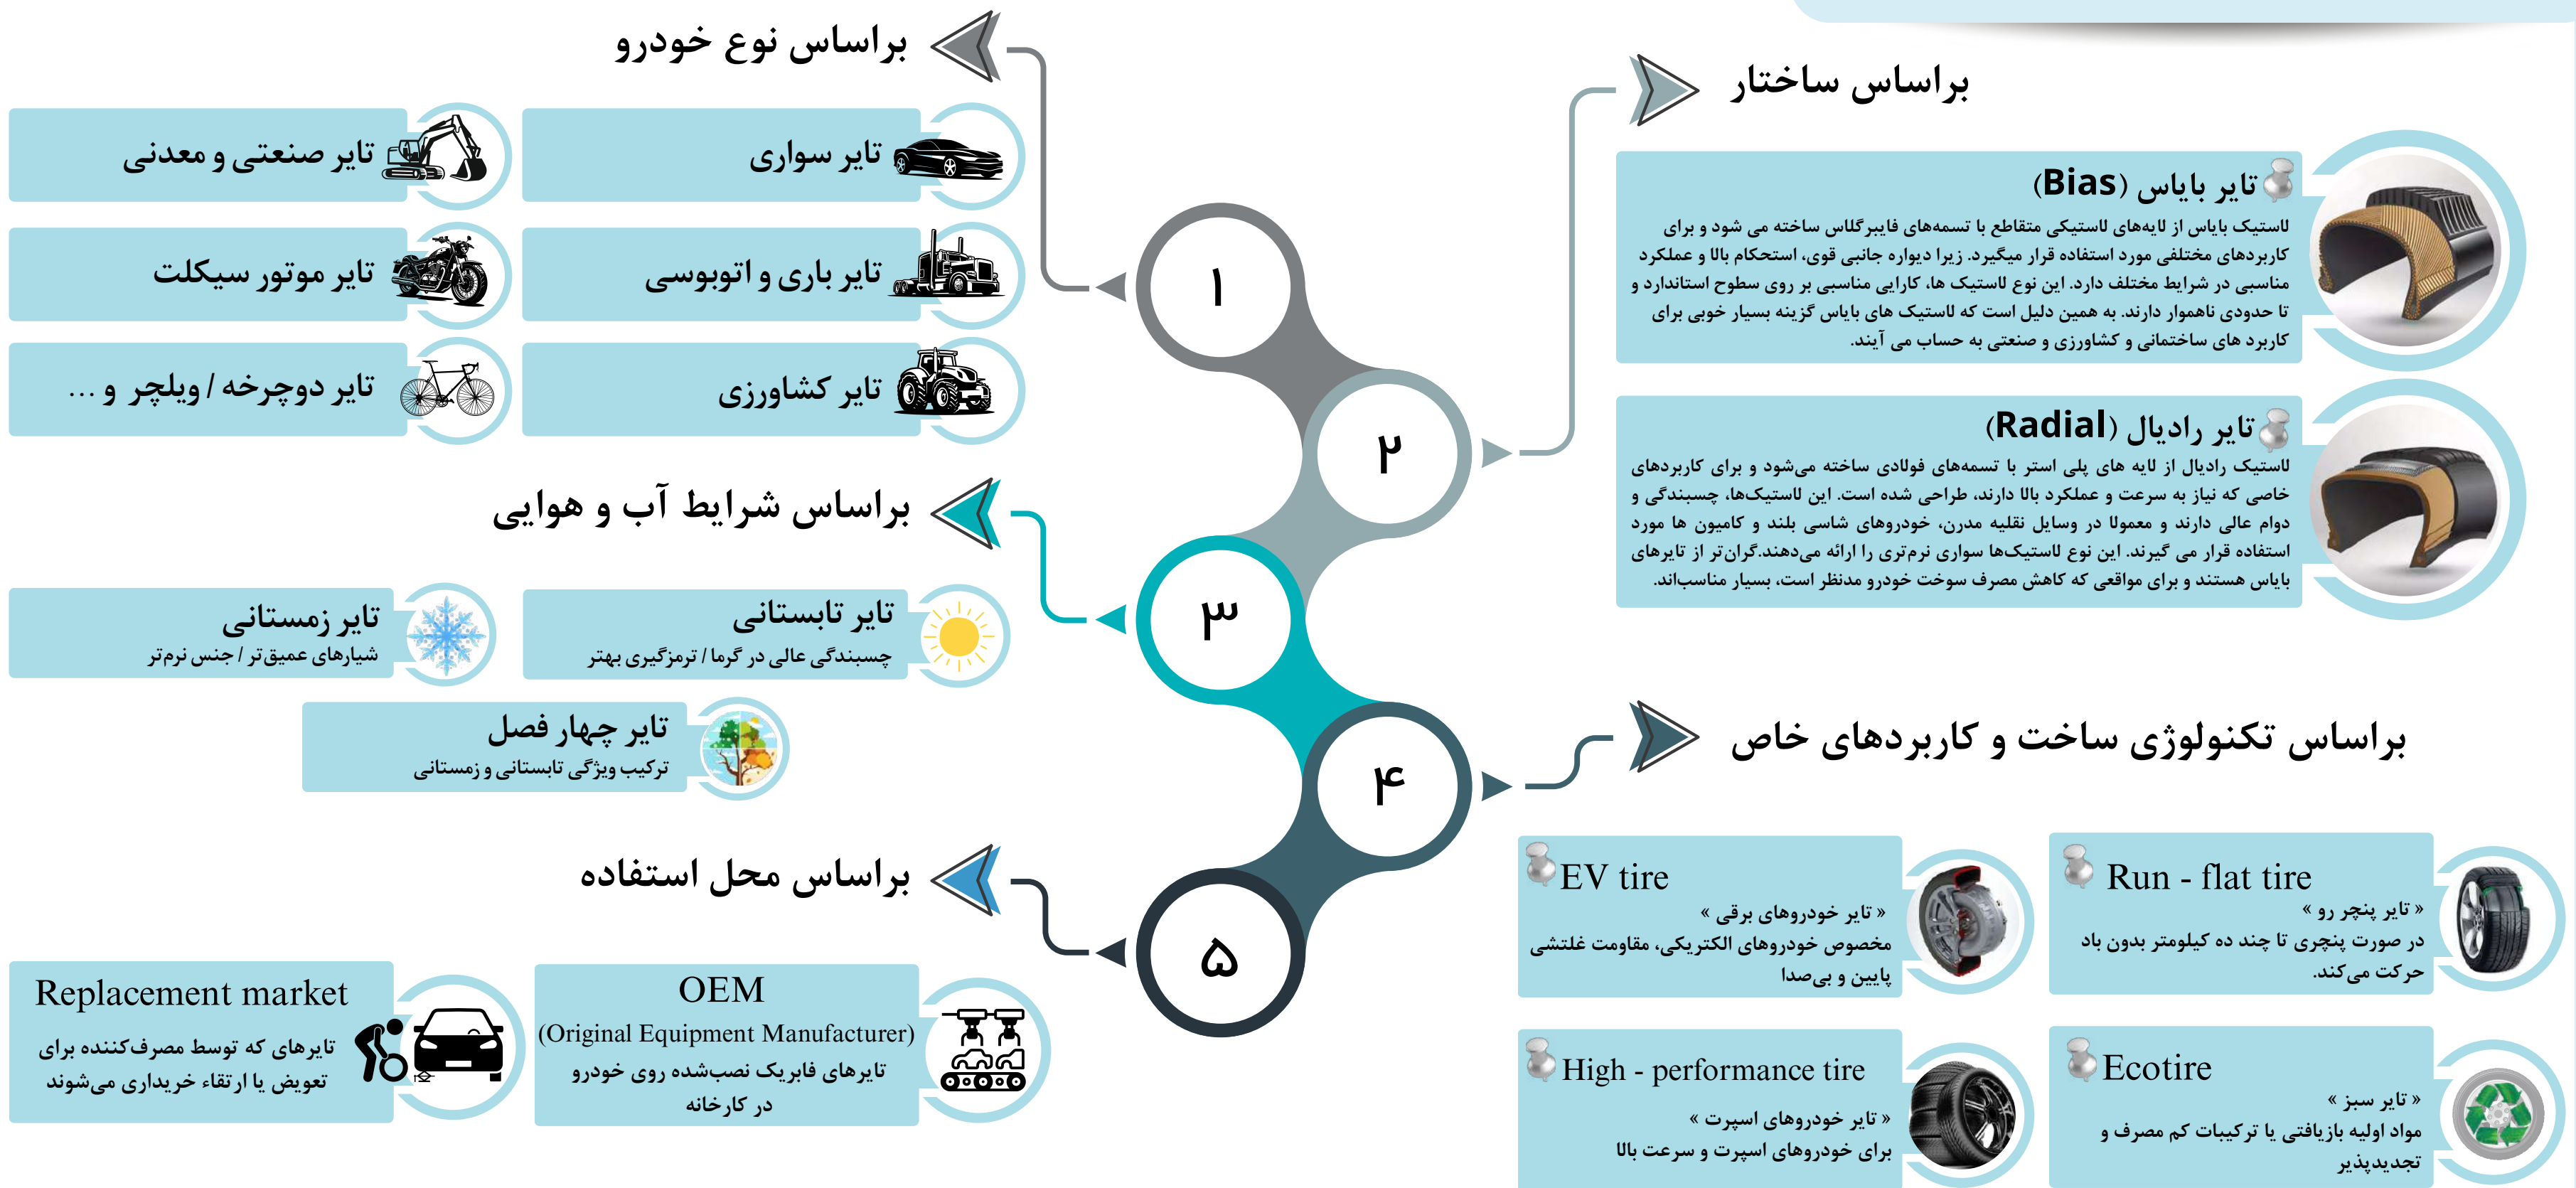 براساس نوع خودرو
تایر سواری
تایر صنعتی و معدنی
تایر باری و اتوبوسی
تایر موتور سیکلت
تایر کشاورزی
تایر دوچرخه / ویلچر و ...
۱
براساس ساختار
تایر بایاس (Bias)
لاستیک بایاس از لایه‌های لاستیکی متقاطع با تسمه‌های فایبرگلاس ساخته می شود و برای
کاربردهای مختلفی مورد استفاده قرار میگیرد. زیرا دیواره جانبی قوی، استحکام بالا و عملکرد
مناسبی در شرایط مختلف دارد. این نوع لاستیک ها، کارایی مناسبی بر روی سطوح استاندارد و
تا حدودی ناهموار دارند. به همین دلیل است که لاستیک های بایاس گزینه بسیار خوبی برای
کاربرد های ساختمانی و کشاورزی و صنعتی به حساب می آیند.
تایر رادیال (Radial)
لاستیک رادیال از لایه های پلی استر با تسمه‌های فولادی ساخته می‌شود و برای کاربردهای
خاصی که نیاز به سرعت و عملکرد بالا دارند، طراحی شده است. این لاستیک‌ها، چسبندگی و
دوام عالی دارند و معمولا در وسایل نقلیه مدرن، خودروهای شاسی بلند و کامیون ها مورد
استفاده قرار می گیرند. این نوع لاستیک‌ها سواری نرم‌تری را ارائه می‌دهند.گران‌تر از تایرهای
بایاس هستند و برای مواقعی که کاهش مصرف سوخت خودرو مدنظر است، بسیار مناسب‌اند.
۲
براساس شرایط آب و هوایی
تایر تابستانی
چسبندگی عالی در گرما / ترمزگیری بهتر
تایر زمستانی
شیارهای عمیق‌تر / جنس نرم‌تر
تایر چهار فصل
ترکیب ویژگی تابستانی و زمستانی
۳
براساس تکنولوژی ساخت و کاربردهای خاص
Run - flat tire
« تایر پنچر رو »
در صورت پنچری تا چند ده کیلومتر بدون باد
حرکت می‌کند.
EV tire
« تایر خودروهای برقی »
مخصوص خودروهای الکتریکی، مقاومت غلتشی
پایین و بی‌صدا
Ecotire
« تایر سبز »
مواد اولیه بازیافتی یا ترکیبات کم مصرف و
تجدیدپذیر
High - performance tire
« تایر خودروهای اسپرت »
برای خودروهای اسپرت و سرعت بالا
۴
براساس محل استفاده
OEM
(Original Equipment Manufacturer)
تایرهای فابریک نصب‌شده روی خودرو
در کارخانه
Replacement market
تایرهای که توسط مصرف‌کننده برای
تعویض یا ارتقاء خریداری می‌شوند
۵